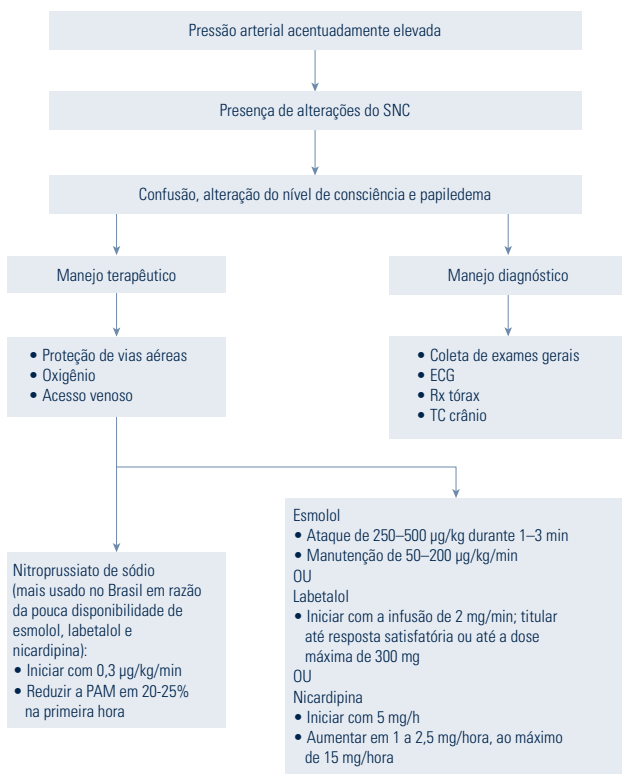 Pressão arterial acentuadamente elevada
Presença de alterações do SNC
Confusão, alteração do nível de consciência e papiledema
Manejo terapêutico
Manejo diagnóstico
• Proteção de vias aéreas
• Oxigênio
• Acesso venoso
• Coleta de exames gerais
• ECG
• Rx tórax
• TC crânio
Nitroprussiato de sódio
(mais usado no Brasil em razão
da pouca disponibilidade de
esmolol, labetalol e
nicardipina):
• Iniciar com 0,3 µg/kg/min
• Reduzir a PAM em 20-25%
na primeira hora
Esmolol
• Ataque de 250–500 µg/kg durante 1–3 min
• Manutenção de 50–200 µg/kg/min
OU
Labetalol
• Iniciar com a infusão de 2 mg/min; titular
até resposta satisfatória ou até a dose
máxima de 300 mg
OU
Nicardipina
• Iniciar com 5 mg/h
• Aumentar em 1 a 2,5 mg/hora, ao máximo
de 15 mg/hora